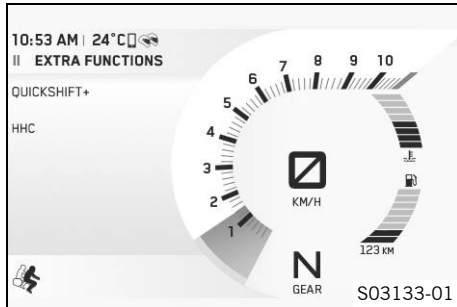 10:53 AM | 24°C
II EXTRA FUNCTIONS
QUICKSHIFT+
HHC
1
2
3
4
5
6
7
8
9
10
0
KM/H
N
GEAR
123 KM
S03133-01